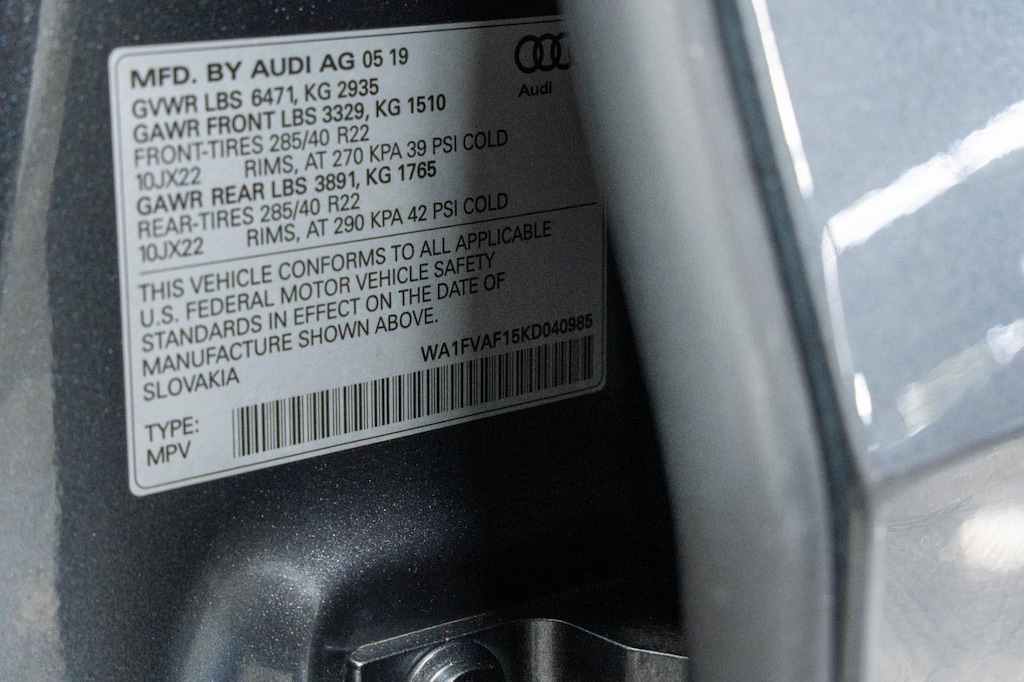 MFD. BY AUDI AG 05 19
Audi
GVWR LBS 6471, KG 2935
GAWR FRONT LBS 3329, KG 1510
FRONT-TIRES 285/40 R22
10JX22 RIMS, AT 270 KPA 39 PSI COLD
GAWR REAR LBS 3891, KG 1765
REAR-TIRES 285/40 R22
10JX22 RIMS, AT 290 KPA 42 PSI COLD
THIS VEHICLE CONFORMS TO ALL APPLICABLE
U.S. FEDERAL MOTOR VEHICLE SAFETY
STANDARDS IN EFFECT ON THE DATE OF
MANUFACTURE SHOWN ABOVE.
SLOVAKIA
WA1FVAF15KD040985
TYPE:
MPV